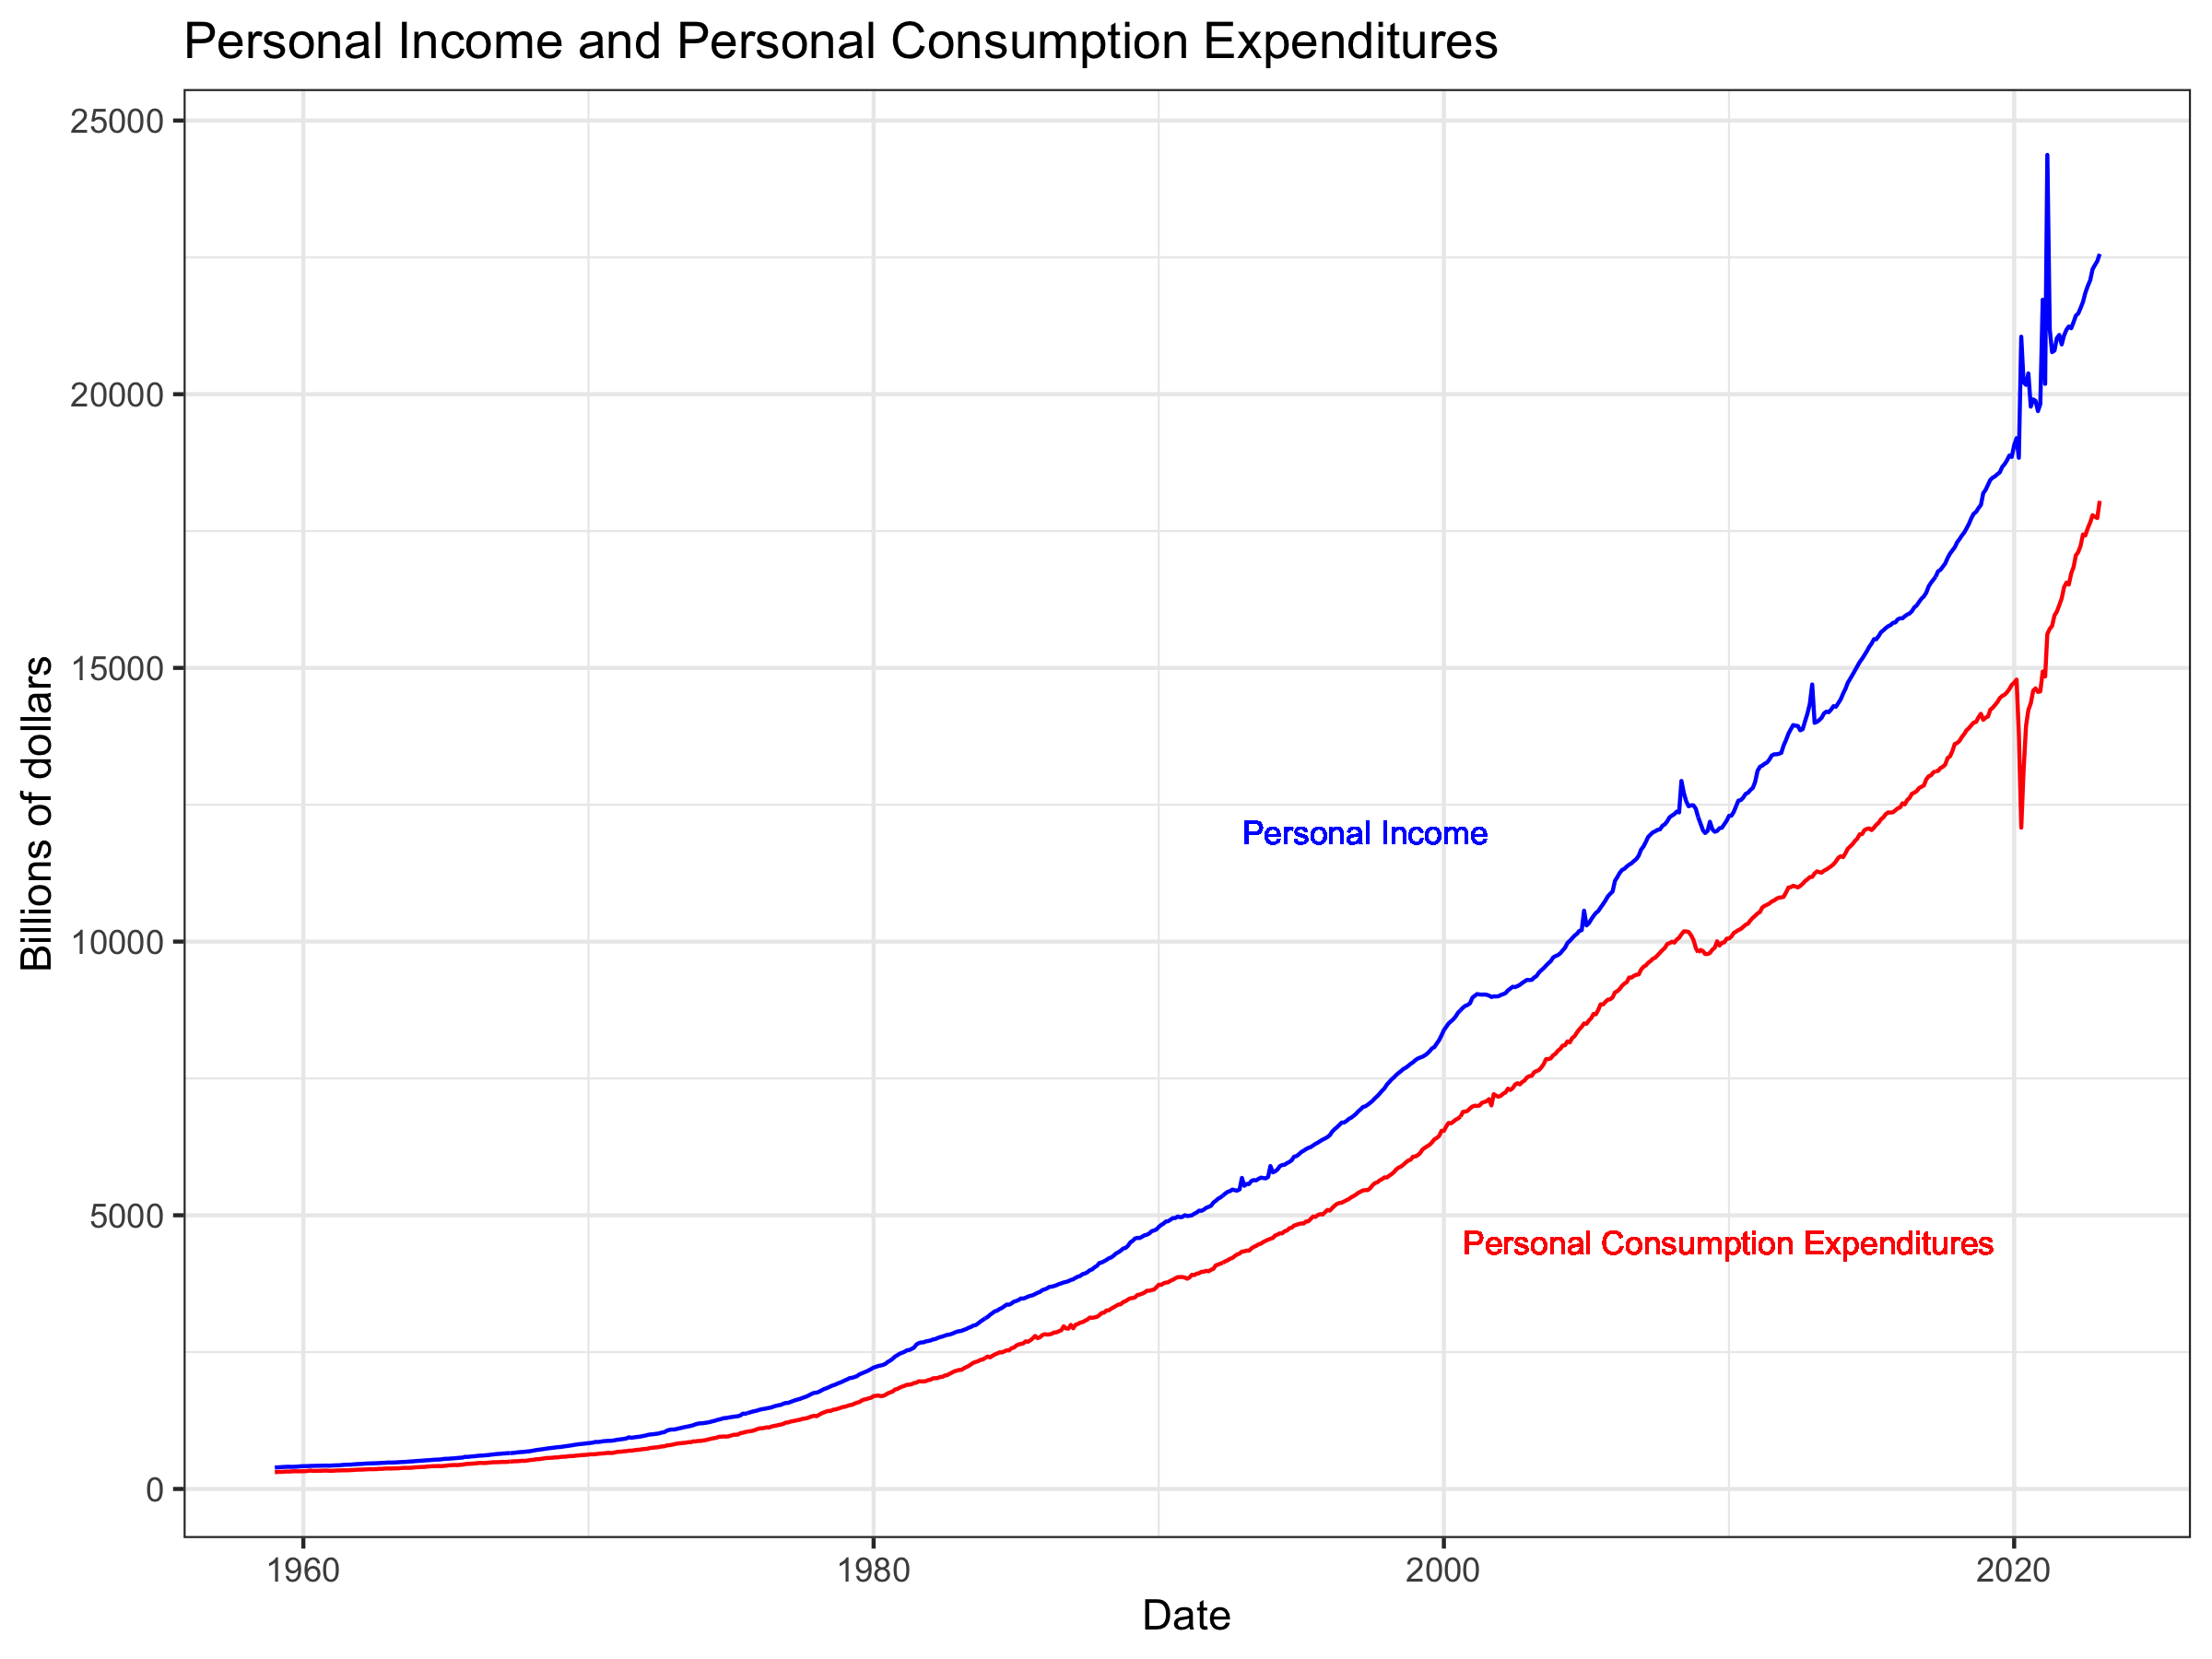 Personal Income and Personal Consumption Expenditures
25000
20000
15000
10000
5000
0
Billions of dollars
Personal Income
Personal Consumption Expenditures
1960
1980
2000
2020
Date